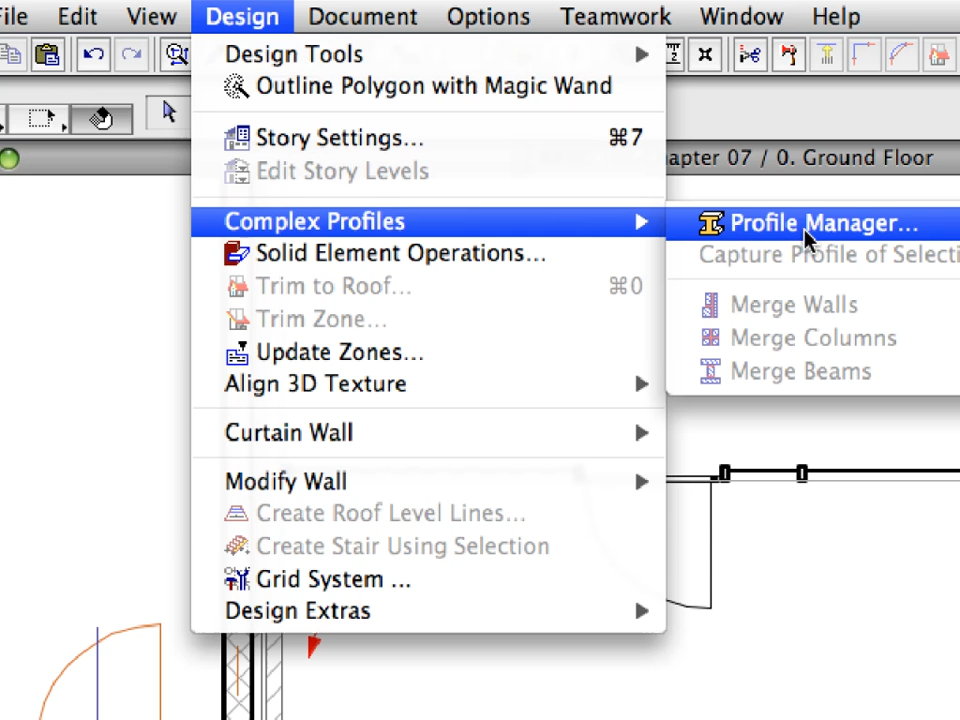 File Edit View Design Document Options Teamwork Window Help
Design Tools
Outline Polygon with Magic Wand
Story Settings... ⌘7
apter 07 / 0. Ground Floor
Edit Story Levels
Complex Profiles
Profile Manager...
Solid Element Operations...
Capture Profile of Selecti
Trim to Roof... ⌘0
Merge Walls
Trim Zone...
Merge Columns
Update Zones...
Merge Beams
Align 3D Texture
Curtain Wall
Modify Wall
Create Roof Level Lines...
Create Stair Using Selection
Grid System ...
Design Extras